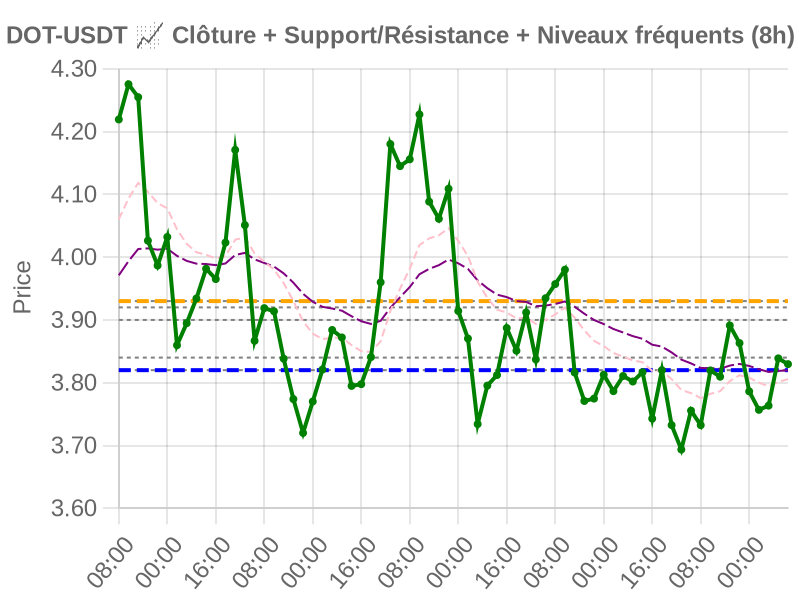 DOT-USDT 📈 Clôture + Support/Résistance + Niveaux fréquents (8h)
4.30
4.20
4.10
4.00
3.90
3.80
3.70
3.60
Price
08:00 00:00 16:00 08:00 00:00 16:00 08:00 00:00 16:00 08:00 00:00 16:00 08:00 00:00